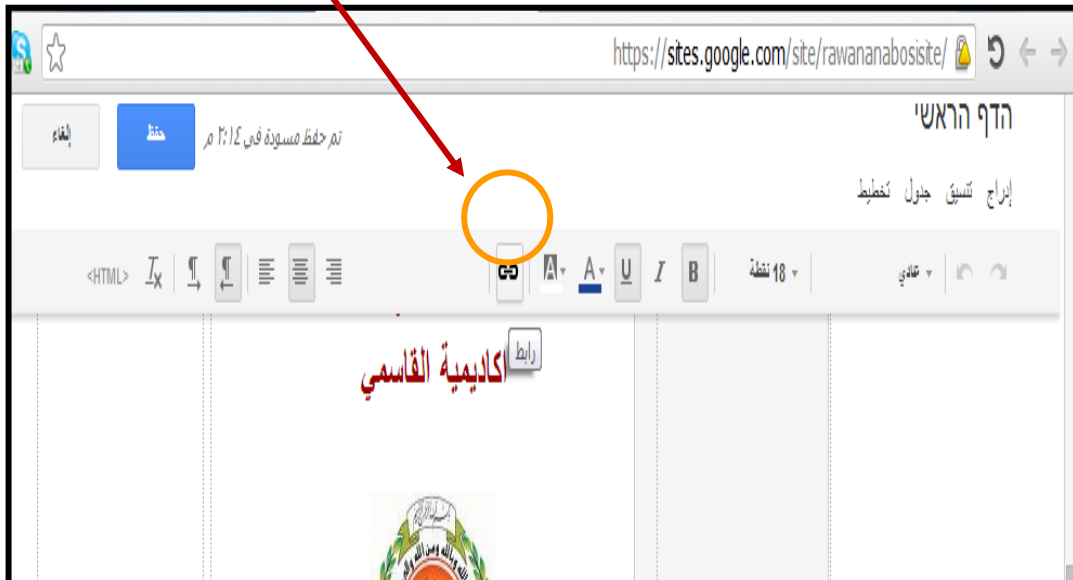 https://sites.google.com/site/rawananabosisite/
הדף הראשי
تم حفظ مسودة في ٢:١٤ م
حفظ
إلغاء
إدراج تنسيق جدول تخطيط
عادي
18 نقطة
B I U A A
<HTML>
رابط
اكاديمية القاسمي